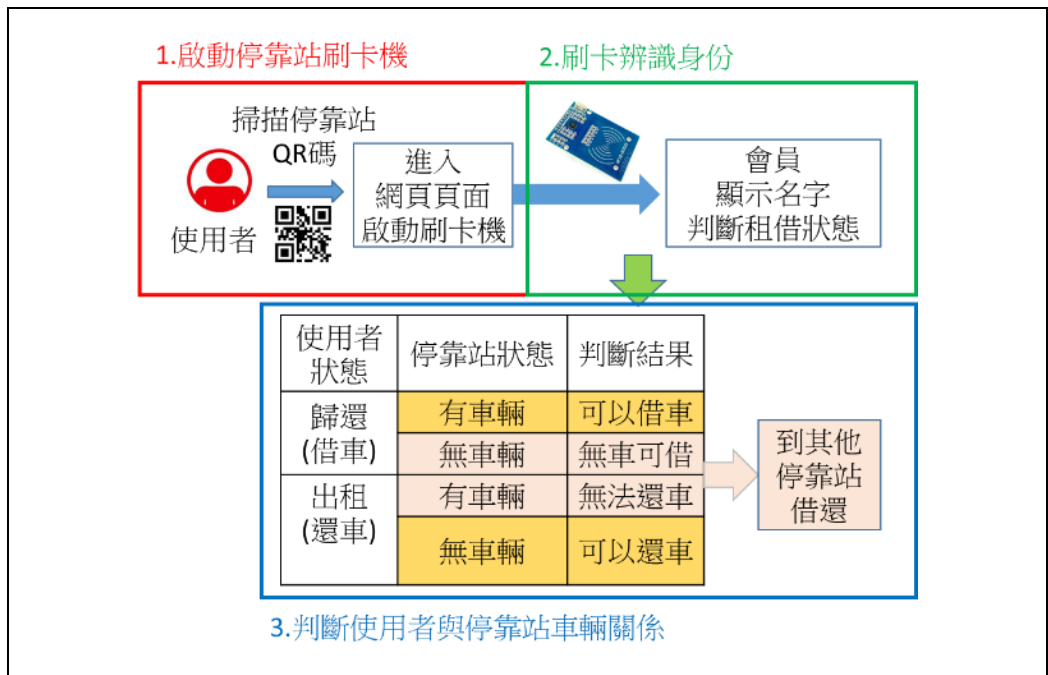 1.啟動停靠站刷卡機
2.刷卡辨識身份
掃描停靠站
QR碼
使用者
進入
網頁頁面
啟動刷卡機
會員
顯示名字
判斷租借狀態
使用者
狀態
停靠站狀態
判斷結果
歸還
(借車)
有車輛
可以借車
無車輛
無車可借
出租
(還車)
有車輛
無法還車
無車輛
可以還車
到其他
停靠站
借還
3.判斷使用者與停靠站車輛關係